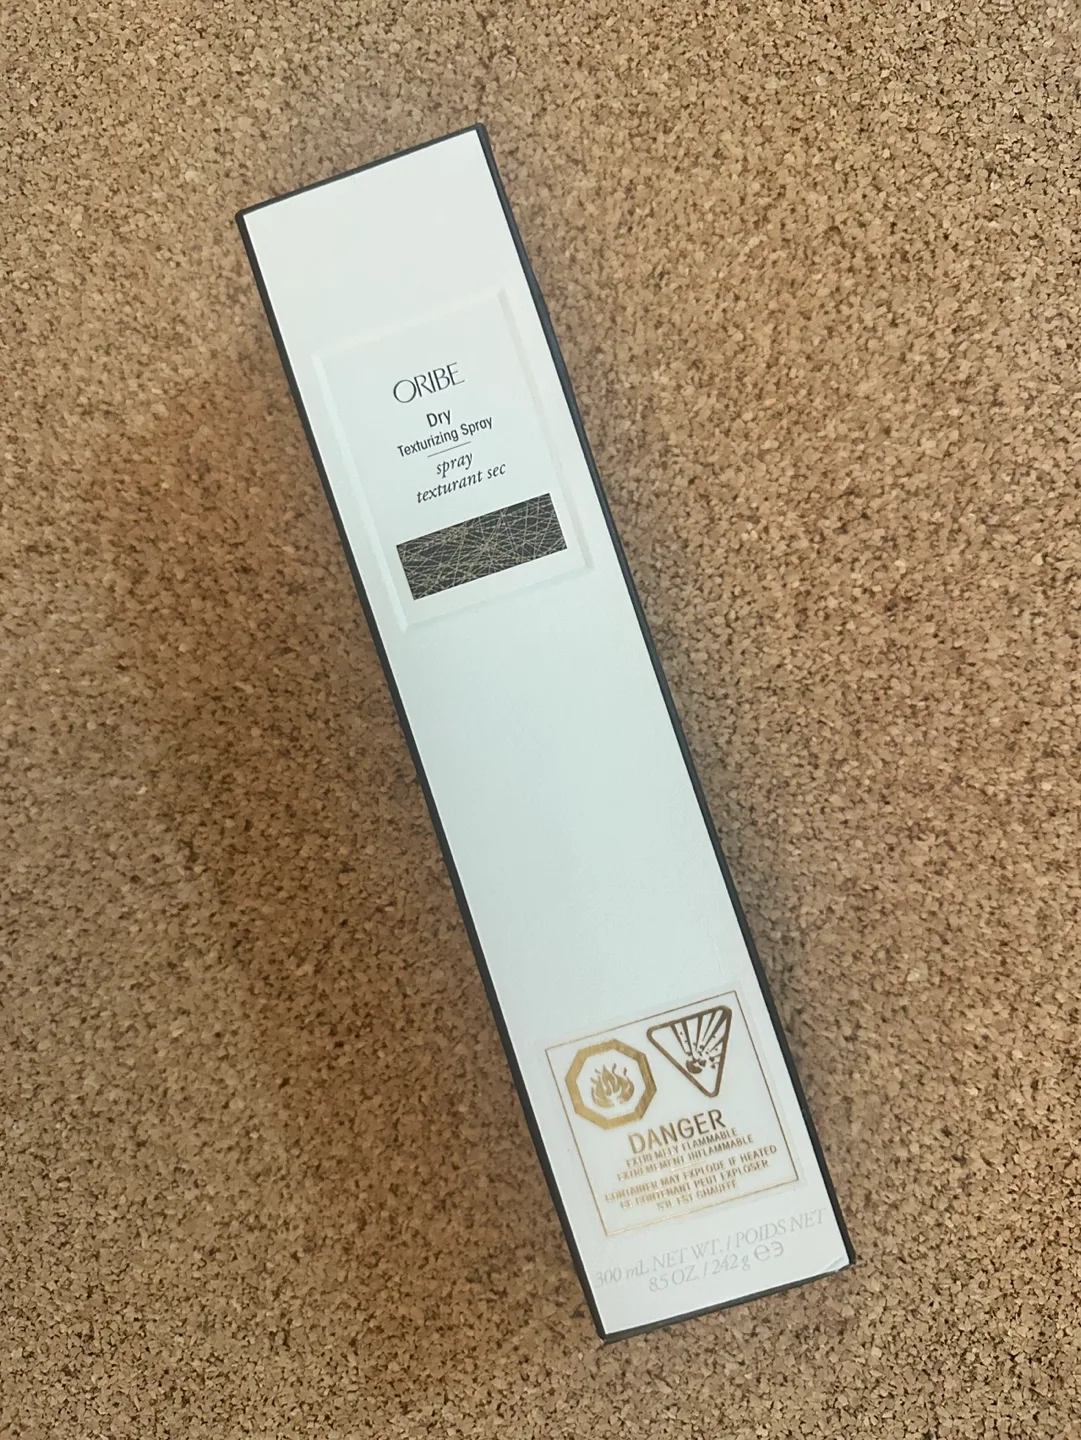 ORIBE
Dry
Texturizing Spray
spray
texturant sec
DANGER
EXTREMELY FLAMMABLE
EXTRÊMEMENT INFLAMMABLE
CONTAINER MAY EXPLODE IF HEATED
CE CONTENANT PEUT EXPLOSER
S'IL EST CHAUFFÉ
300 mL NET WT. / POIDS NET
8.5 OZ. / 242 g ℮